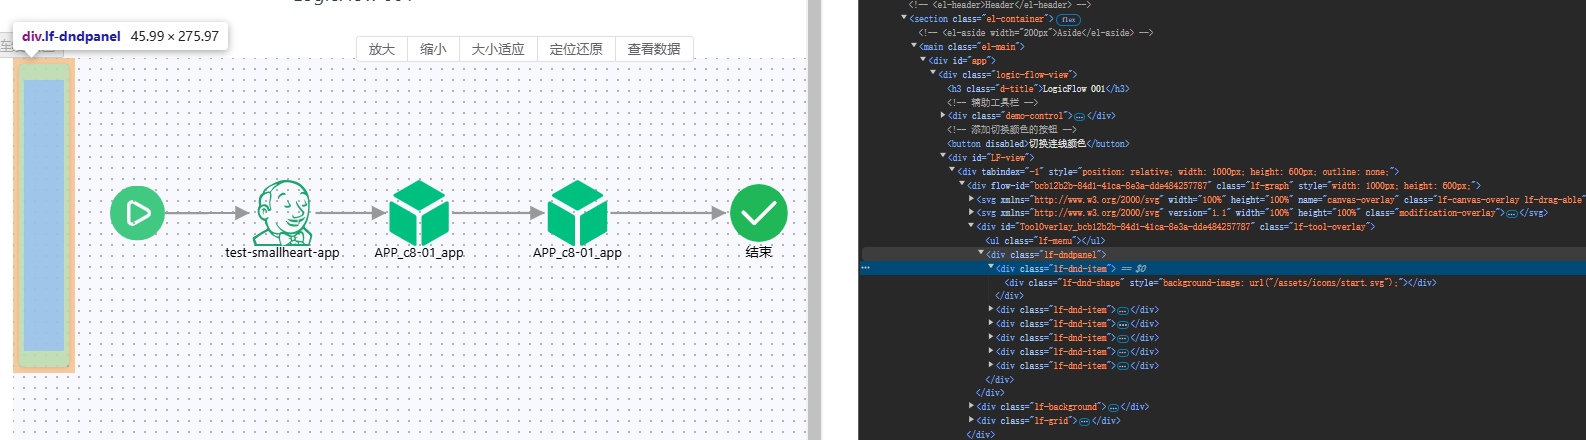 div.lf-dndpanel 45.99 × 275.97
车
放大 缩小 大小适应 定位还原 查看数据
test-smallheart-app APP_c8-01_app APP_c8-01_app 结束
<!-- <el-header>Header</el-header> -->
<section class="el-container"> flex
<!-- <el-aside width="200px">Aside</el-aside> -->
<main class="el-main">
<div id="app">
<div class="logic-flow-view">
<h3 class="d-title">LogicFlow 001</h3>
<!-- 辅助工具栏 -->
<div class="demo-control">…</div>
<!-- 添加切换颜色的按钮 -->
<button disabled>切换连线颜色</button>
<div id="LF-view">
<div tabindex="-1" style="position: relative; width: 1000px; height: 600px; outline: none;">
<div flow-id="bcb12b2b-84d1-41ca-8e3a-dde484257787" class="lf-graph" style="width: 1000px; height: 600px;">
<svg xmlns="http://www.w3.org/2000/svg" width="100%" height="100%" name="canvas-overlay" class="lf-canvas-overlay lf-drag-able"
<svg xmlns="http://www.w3.org/2000/svg" version="1.1" width="100%" height="100%" class="modification-overlay">…</svg>
<div id="ToolOverlay_bcb12b2b-84d1-41ca-8e3a-dde484257787" class="lf-tool-overlay">
<ul class="lf-menu"></ul>
<div class="lf-dndpanel">
… <div class="lf-dnd-item"> == $0
<div class="lf-dnd-shape" style="background-image: url("/assets/icons/start.svg");"></div>
</div>
<div class="lf-dnd-item">…</div>
<div class="lf-dnd-item">…</div>
<div class="lf-dnd-item">…</div>
<div class="lf-dnd-item">…</div>
</div>
</div>
<div class="lf-background">…</div>
<div class="lf-grid">…</div>
</div>